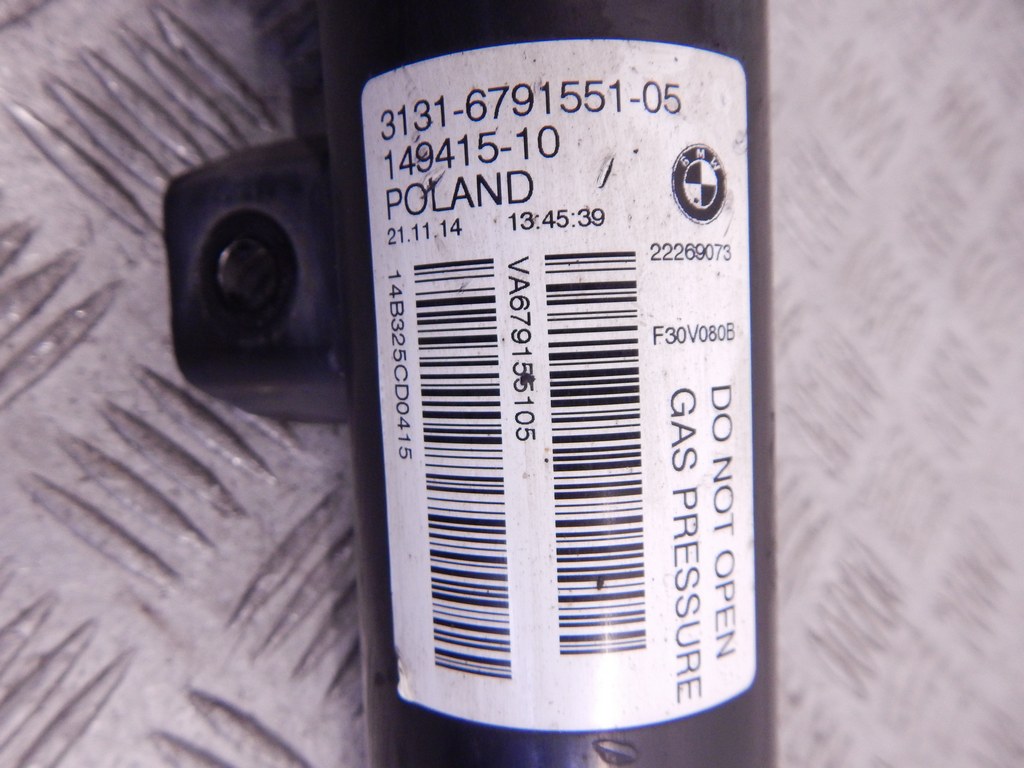 3131-6791551-05
149415-10
POLAND
21.11.14 13:45:39
BMW
22269073
F30V080B
14B325CD0415
VA679155105
DO NOT OPEN
GAS PRESSURE